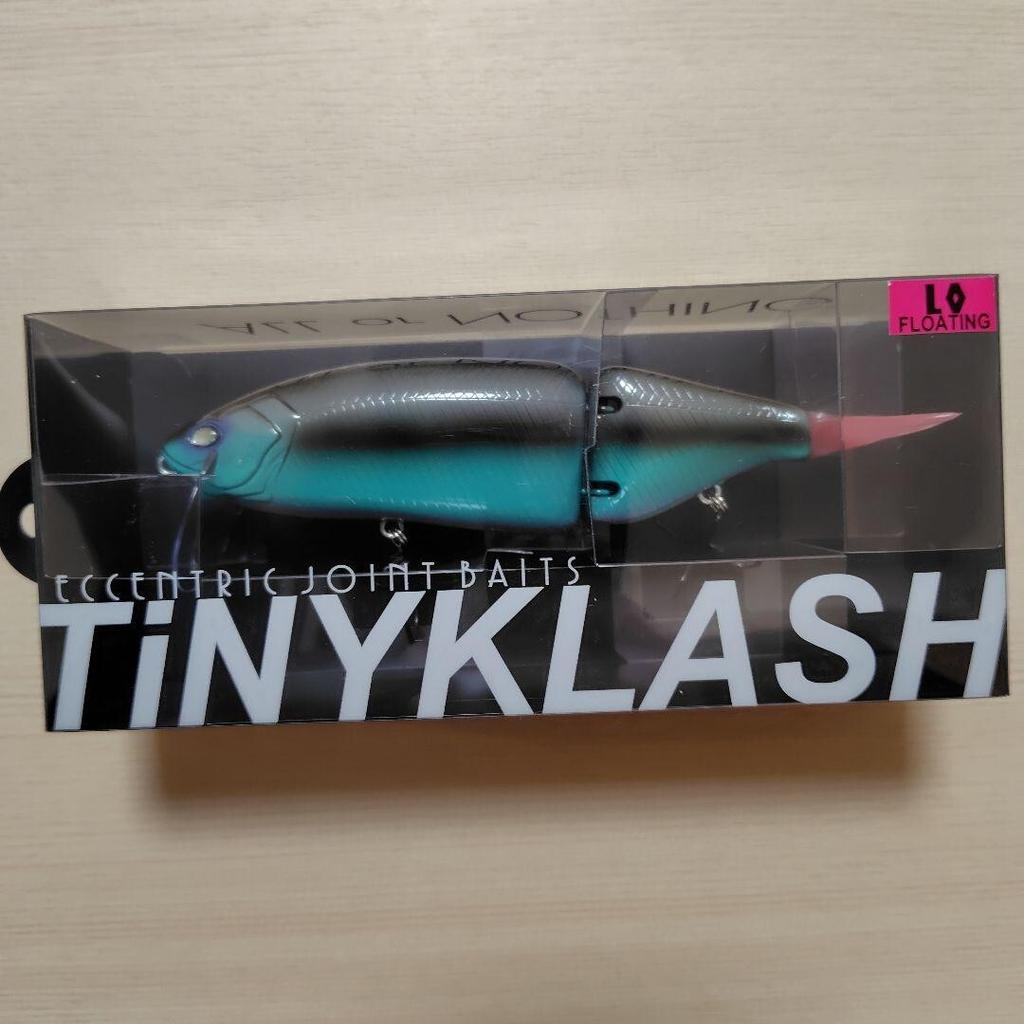 ALL or NOTHING
LO
FLOATING
ECCENTRIC JOINT BAITS
TiNYKLASH